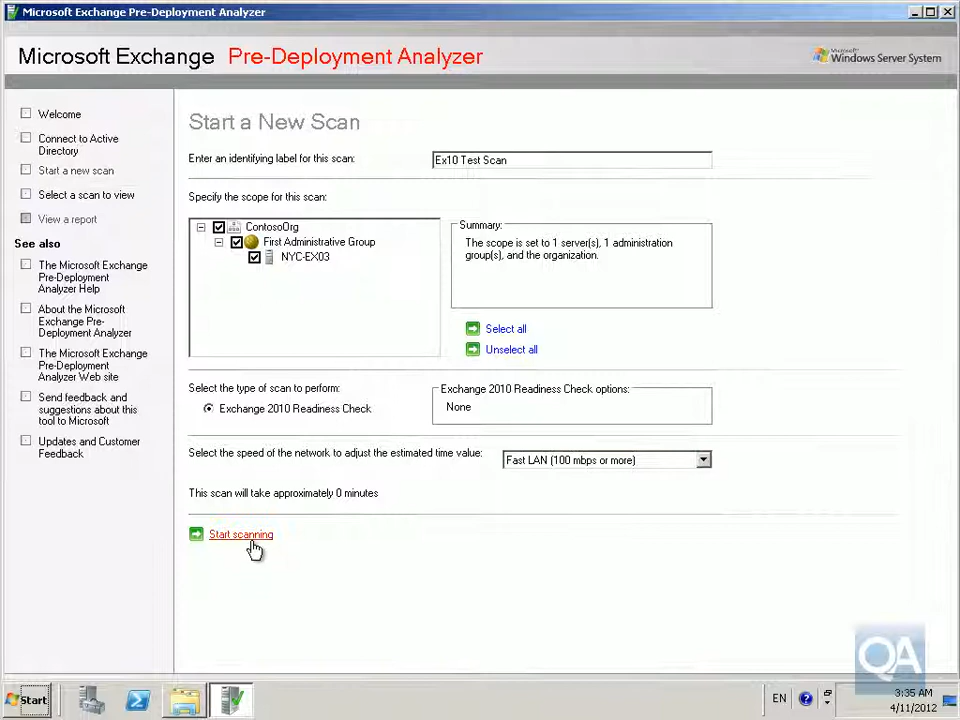 Microsoft Exchange Pre-Deployment Analyzer
Microsoft Exchange Pre-Deployment Analyzer
Microsoft
Windows Server System
Welcome
Connect to Active
Directory
Start a new scan
Select a scan to view
View a report
See also
The Microsoft Exchange
Pre-Deployment
Analyzer Help
About the Microsoft
Exchange Pre-
Deployment Analyzer
The Microsoft Exchange
Pre-Deployment
Analyzer Web site
Send feedback and
suggestions about this
tool to Microsoft
Updates and Customer
Feedback
Start a New Scan
Enter an identifying label for this scan:
Ex10 Test Scan
Specify the scope for this scan:
ContosoOrg
First Administrative Group
NYC-EX03
Summary:
The scope is set to 1 server(s), 1 administration
group(s), and the organization.
Select all
Unselect all
Select the type of scan to perform:
Exchange 2010 Readiness Check
Exchange 2010 Readiness Check options:
None
Select the speed of the network to adjust the estimated time value:
Fast LAN (100 mbps or more)
This scan will take approximately 0 minutes
Start scanning
QA
Start
EN
3:35 AM
4/11/2012